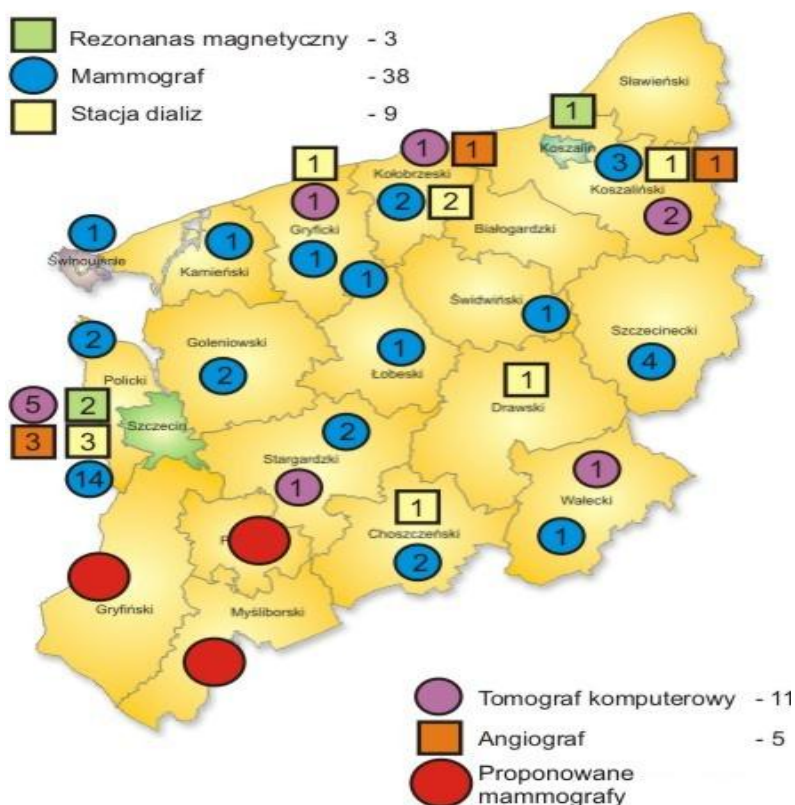 Rezonanas magnetyczny - 3
Mammograf - 38
Stacja dializ - 9
Sławieński
1
Koszalin
1
1
1
3
1
1
Kołobrzeski
Koszaliński
1
2
2
2
Gryficki
Białogardzki
1
1
1
Świnoujście
Kamieński
1
Świdwiński
1
2
Goleniowski
1
Szczecinecki
2
Łobeski
4
Policki
1
5
2
Drawski
Szczecin
3
3
2
14
Stargardzki
1
1
1
Wałecki
Choszczeński
2
1
Gryfiński
Myśliborski
Tomograf komputerowy - 11
Angiograf - 5
Proponowane
mammografy